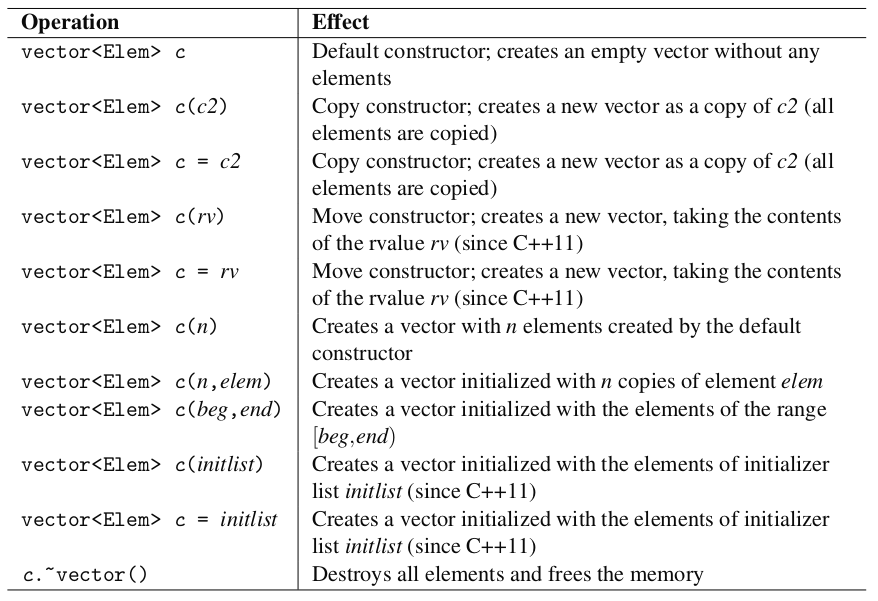 Operation Effect
vector<Elem> c Default constructor; creates an empty vector without any
elements
vector<Elem> c(c2) Copy constructor; creates a new vector as a copy of c2 (all
elements are copied)
vector<Elem> c = c2 Copy constructor; creates a new vector as a copy of c2 (all
elements are copied)
vector<Elem> c(rv) Move constructor; creates a new vector, taking the contents
of the rvalue rv (since C++11)
vector<Elem> c = rv Move constructor; creates a new vector, taking the contents
of the rvalue rv (since C++11)
vector<Elem> c(n) Creates a vector with n elements created by the default
constructor
vector<Elem> c(n,elem) Creates a vector initialized with n copies of element elem
vector<Elem> c(beg,end) Creates a vector initialized with the elements of the range
[beg,end)
vector<Elem> c(initlist) Creates a vector initialized with the elements of initializer
list initlist (since C++11)
vector<Elem> c = initlist Creates a vector initialized with the elements of initializer
list initlist (since C++11)
c.~vector() Destroys all elements and frees the memory